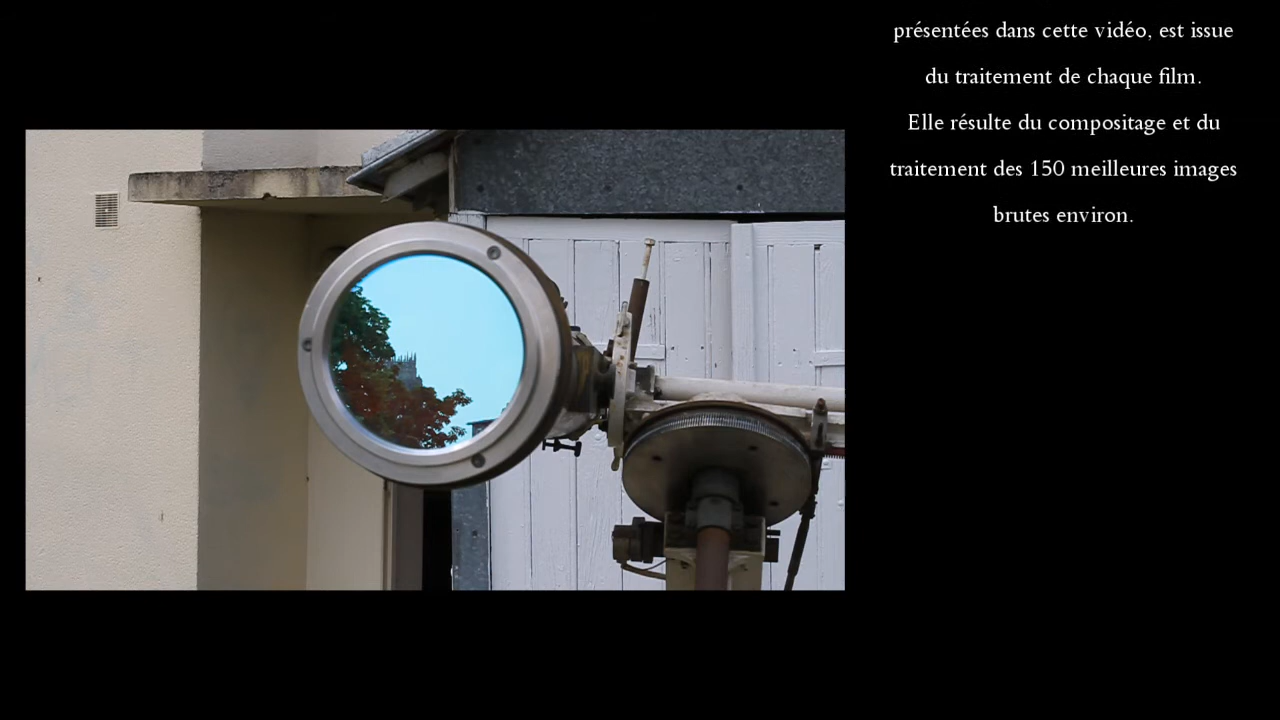 présentées dans cette vidéo, est issue
du traitement de chaque film.
Elle résulte du compositage et du
traitement des 150 meilleures images
brutes environ.